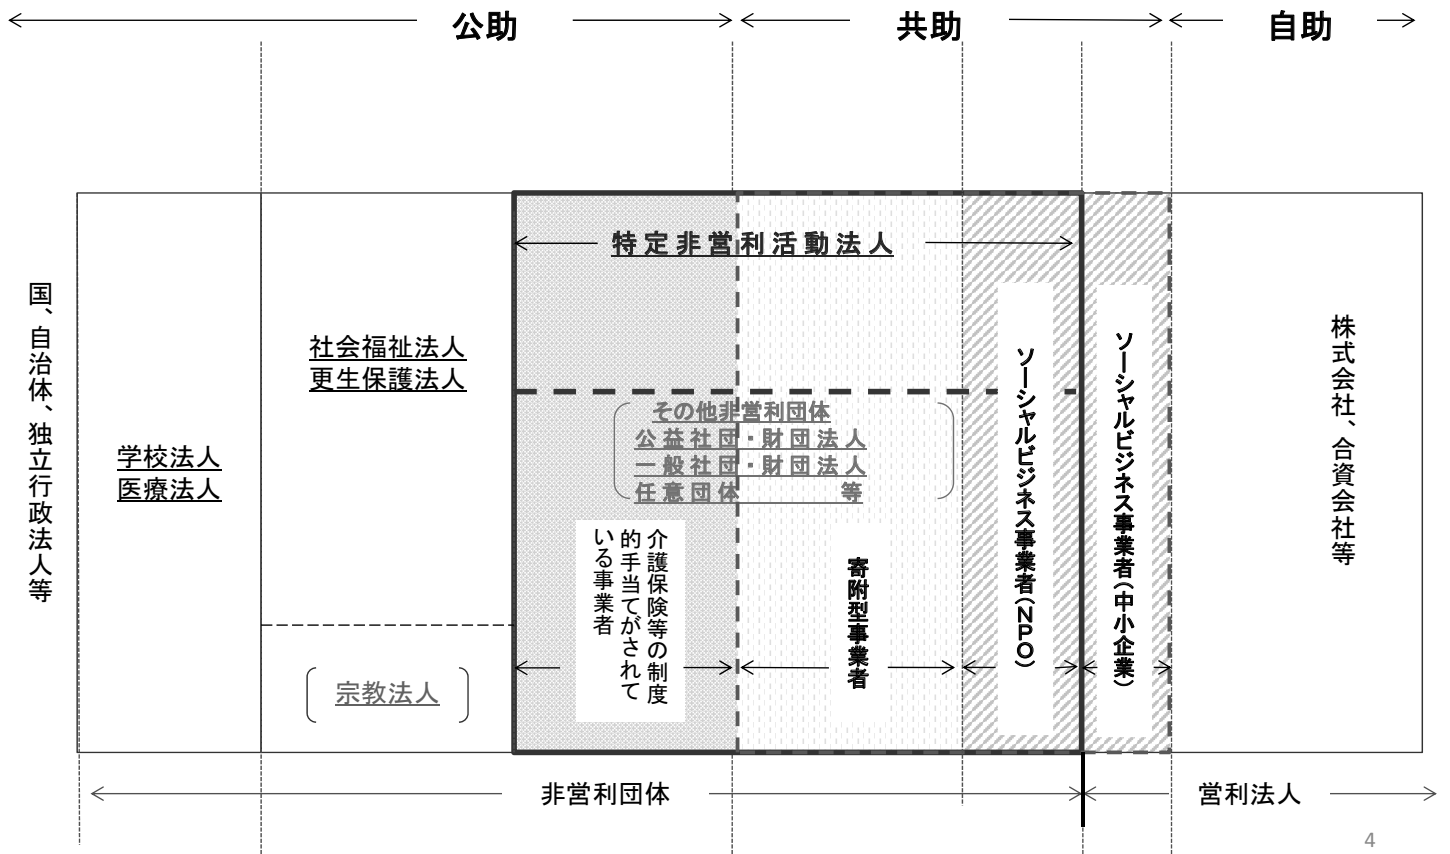 公助
共助
自助
国、自治体、独立行政法人等
学校法人
医療法人
社会福祉法人
更生保護法人
宗教法人
特定非営利活動法人
その他非営利団体
公益社団・財団法人
一般社団・財団法人
任意団体 等
介護保険等の制度
的手当てがされて
いる事業者
寄附型事業者
ソーシャルビジネス事業者(NPO)
ソーシャルビジネス事業者(中小企業)
株式会社、合資会社等
非営利団体
営利法人
4